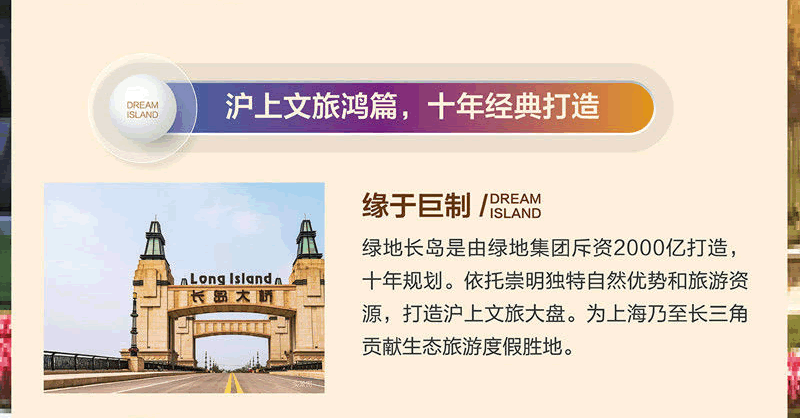 DREAM
ISLAND
沪上文旅鸿篇，十年经典打造
缘于巨制 /DREAM
ISLAND
Long Island
长岛大桥
绿地长岛是由绿地集团斥资2000亿打造，
十年规划。依托崇明独特自然优势和旅游资
源，打造沪上文旅大盘。为上海乃至长三角
贡献生态旅游度假胜地。